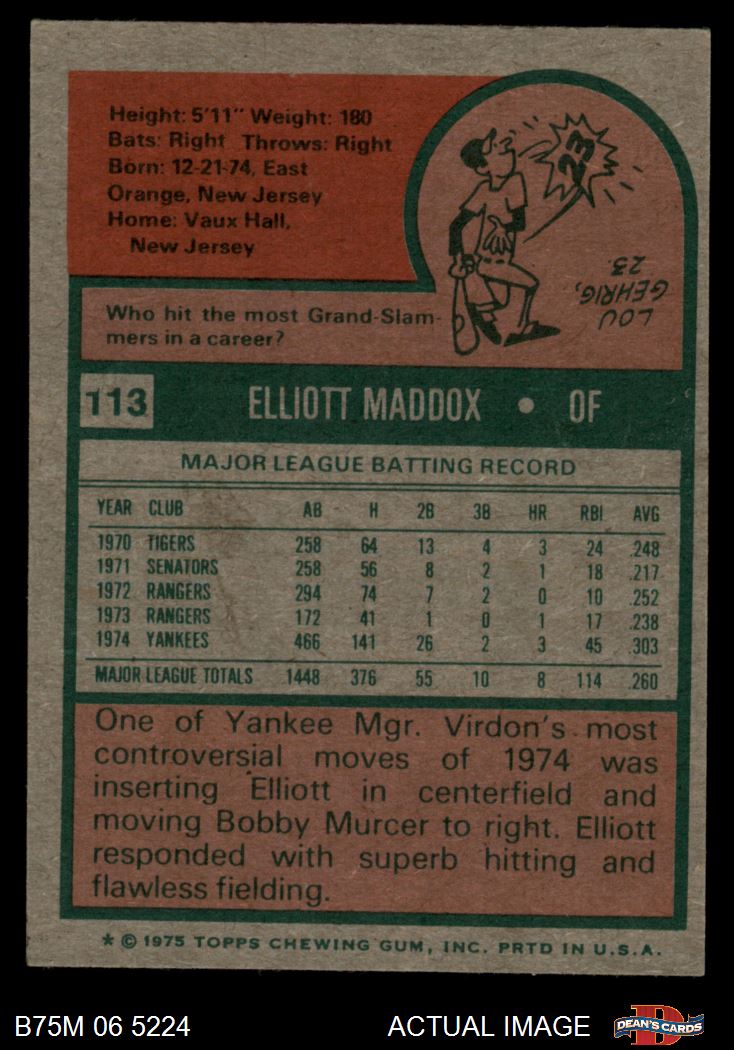 Height: 5'11" Weight: 180
Bats: Right Throws: Right
Born: 12-21-74, East
Orange, New Jersey
Home: Vaux Hall,
New Jersey
23
LOU
GEHRIG,
23.
Who hit the most Grand-Slam-
mers in a career?
113 ELLIOTT MADDOX • OF
MAJOR LEAGUE BATTING RECORD
YEAR CLUB AB H 2B 3B HR RBI AVG
1970 TIGERS 258 64 13 4 3 24 .248
1971 SENATORS 258 56 8 2 1 18 .217
1972 RANGERS 294 74 7 2 0 10 .252
1973 RANGERS 172 41 1 0 1 17 .238
1974 YANKEES 466 141 26 2 3 45 .303
MAJOR LEAGUE TOTALS 1448 376 55 10 8 114 .260
One of Yankee Mgr. Virdon's most
controversial moves of 1974 was
inserting Elliott in centerfield and
moving Bobby Murcer to right. Elliott
responded with superb hitting and
flawless fielding.
* © 1975 TOPPS CHEWING GUM, INC. PRTD IN U.S.A.
B75M 06 5224 ACTUAL IMAGE D DEAN'S CARDS